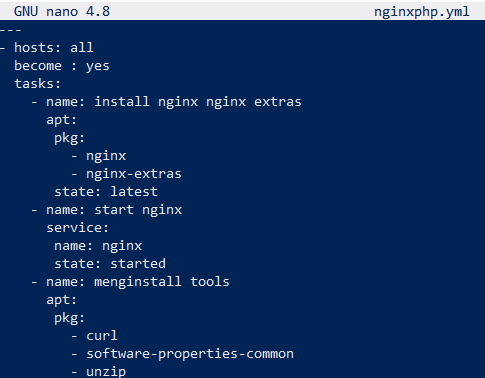 GNU nano 4.8 nginxphp.yml
---
- hosts: all
  become : yes
  tasks:
    - name: install nginx nginx extras
      apt:
       pkg:
         - nginx
         - nginx-extras
       state: latest
    - name: start nginx
      service:
       name: nginx
       state: started
    - name: menginstall tools
      apt:
       pkg:
         - curl
         - software-properties-common
         - unzip